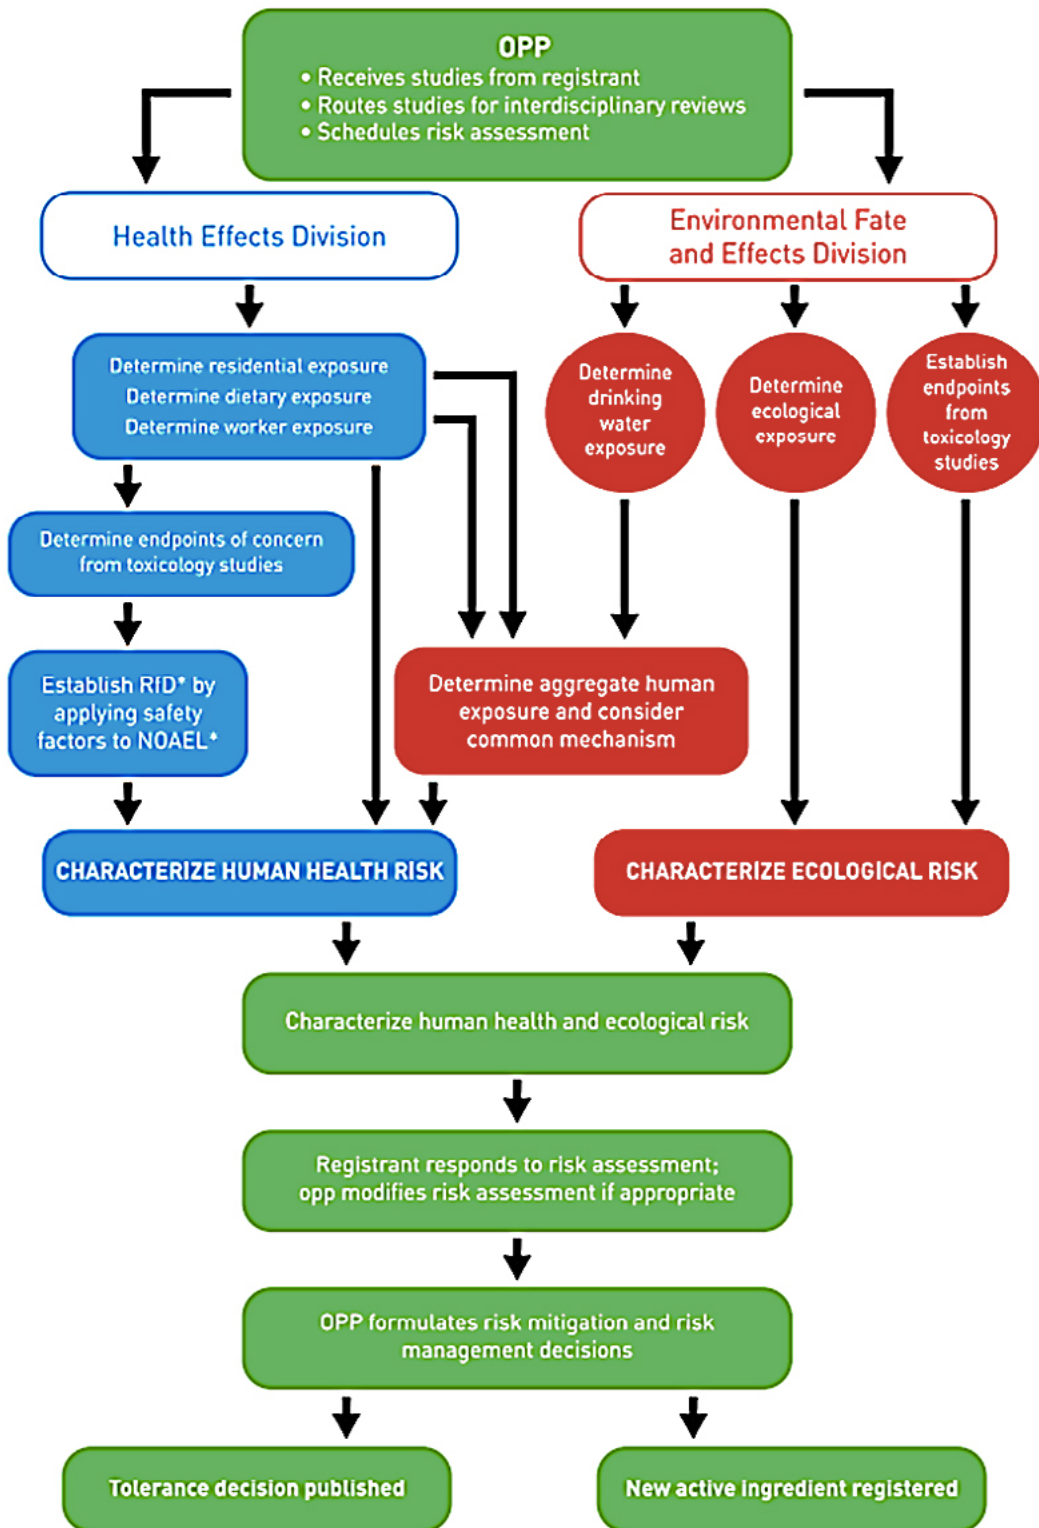 OPP
• Receives studies from registrant
• Routes studies for interdisciplinary reviews
• Schedules risk assessment
Health Effects Division
Environmental Fate
and Effects Division
Determine residential exposure
Determine dietary exposure
Determine worker exposure
Determine
drinking
water
exposure
Determine
ecological
exposure
Establish
endpoints
from
toxicology
studies
Determine endpoints of concern
from toxicology studies
Establish RfD* by
applying safety
factors to NOAEL*
Determine aggregate human
exposure and consider
common mechanism
CHARACTERIZE HUMAN HEALTH RISK
CHARACTERIZE ECOLOGICAL RISK
Characterize human health and ecological risk
Registrant responds to risk assessment;
opp modifies risk assessment if appropriate
OPP formulates risk mitigation and risk
management decisions
Tolerance decision published
New active ingredient registered